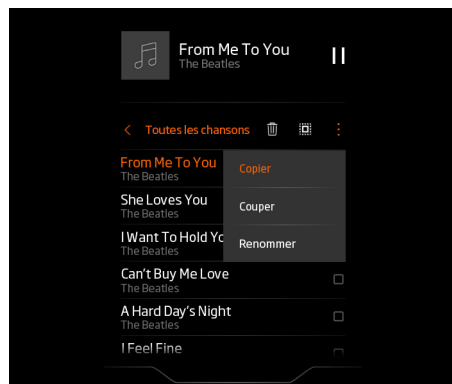 From Me To You
The Beatles
Toutes les chansons
From Me To You
The Beatles
Copier
She Loves You
The Beatles
Couper
I Want To Hold Yo
The Beatles
Renommer
Can't Buy Me Love
The Beatles
A Hard Day's Night
The Beatles
I Feel Fine